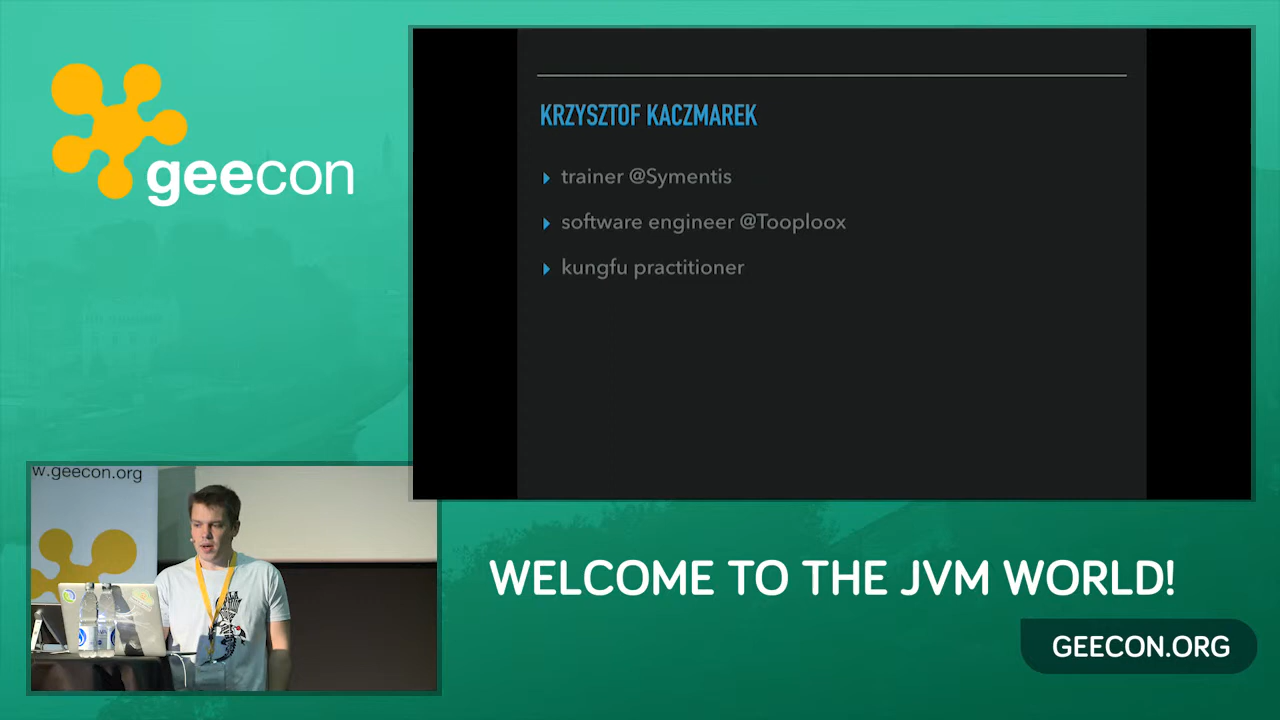 geecon
KRZYSZTOF KACZMAREK
trainer @Symentis
software engineer @Tooploox
kungfu practitioner
w.geecon.org
WELCOME TO THE JVM WORLD!
GEECON.ORG